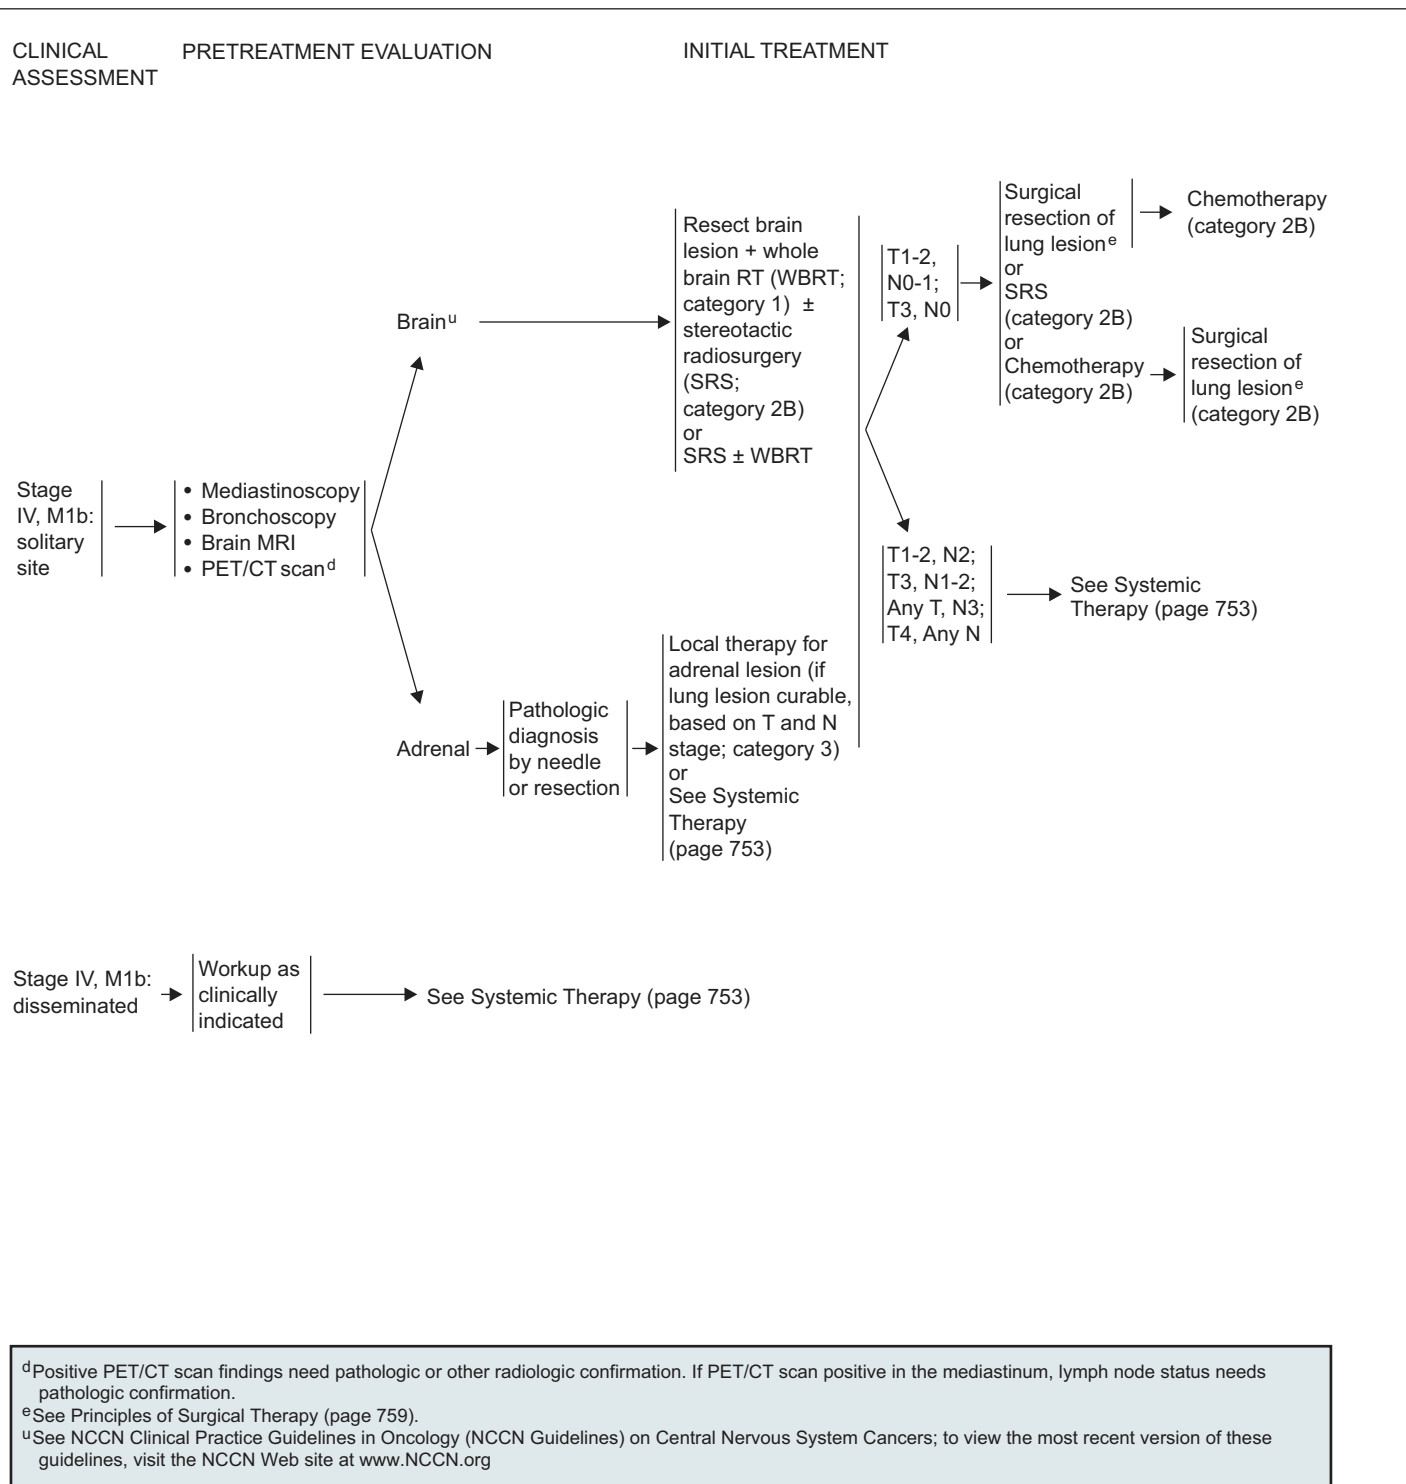 CLINICAL
ASSESSMENT
PRETREATMENT EVALUATION
INITIAL TREATMENT
Stage
IV, M1b:
solitary
site
• Mediastinoscopy
• Bronchoscopy
• Brain MRI
• PET/CT scan d
Brain u
Resect brain
lesion + whole
brain RT (WBRT;
category 1) ±
stereotactic
radiosurgery
(SRS;
category 2B)
or
SRS ± WBRT
Adrenal
Pathologic
diagnosis
by needle
or resection
Local therapy for
adrenal lesion (if
lung lesion curable,
based on T and N
stage; category 3)
or
See Systemic
Therapy
(page 753)
T1-2,
N0-1;
T3, N0
Surgical
resection of
lung lesion e
or
SRS
(category 2B)
or
Chemotherapy
(category 2B)
Chemotherapy
(category 2B)
Surgical
resection of
lung lesion e
(category 2B)
T1-2, N2;
T3, N1-2;
Any T, N3;
T4, Any N
See Systemic
Therapy (page 753)
Stage IV, M1b:
disseminated
Workup as
clinically
indicated
See Systemic Therapy (page 753)
d Positive PET/CT scan findings need pathologic or other radiologic confirmation. If PET/CT scan positive in the mediastinum, lymph node status needs
pathologic confirmation.
e See Principles of Surgical Therapy (page 759).
u See NCCN Clinical Practice Guidelines in Oncology (NCCN Guidelines) on Central Nervous System Cancers; to view the most recent version of these
guidelines, visit the NCCN Web site at www.NCCN.org